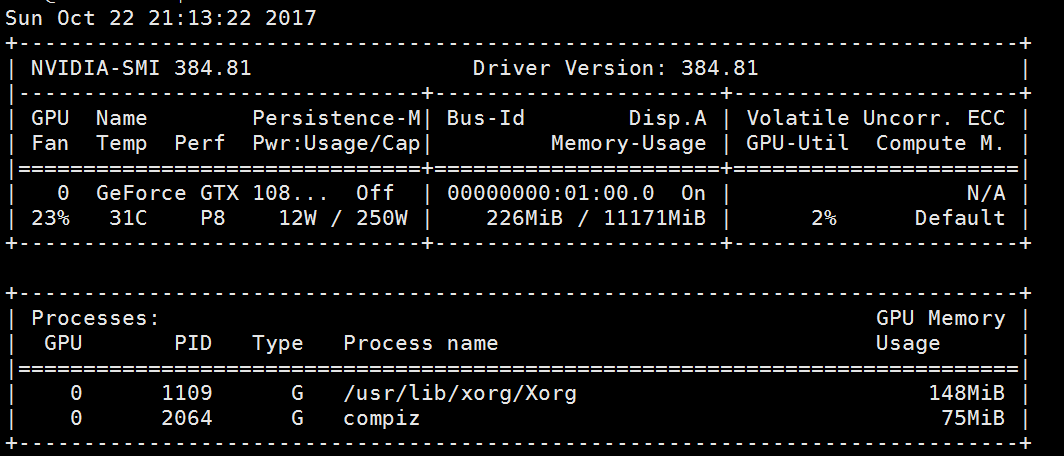 Sun Oct 22 21:13:22 2017
+-----------------------------------------------------------------------------+
| NVIDIA-SMI 384.81                 Driver Version: 384.81                    |
|-------------------------------+----------------------+----------------------+
| GPU  Name        Persistence-M| Bus-Id        Disp.A | Volatile Uncorr. ECC |
| Fan  Temp  Perf  Pwr:Usage/Cap|         Memory-Usage | GPU-Util  Compute M. |
|===============================+======================+======================|
|   0  GeForce GTX 108...  Off  | 00000000:01:00.0  On |                  N/A |
| 23%   31C    P8    12W / 250W |    226MiB / 11171MiB |      2%      Default |
+-------------------------------+----------------------+----------------------+

+-----------------------------------------------------------------------------+
| Processes:                                                       GPU Memory |
|  GPU       PID   Type   Process name                             Usage      |
|=============================================================================|
|    0      1109      G   /usr/lib/xorg/Xorg                           148MiB |
|    0      2064      G   compiz                                        75MiB |
+-----------------------------------------------------------------------------+